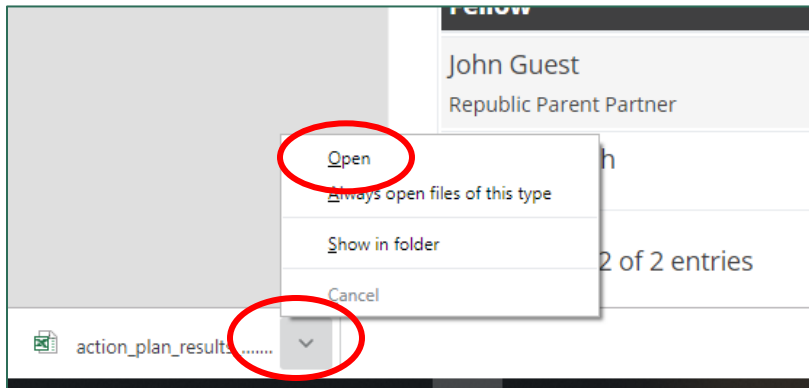 Fellow
John Guest
Republic Parent Partner
Open
h
Always open files of this type
Show in folder
2 of 2 entries
Cancel
action_plan_results .......